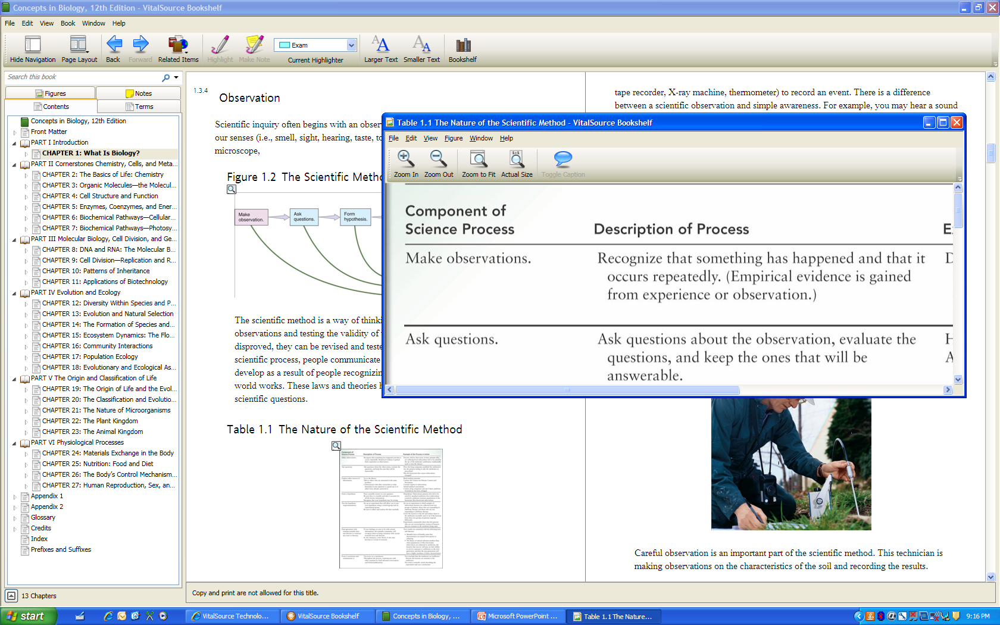 Concepts in Biology, 12th Edition - VitalSource Bookshelf
File Edit View Book Window Help
Hide Navigation Page Layout Back Forward Related Items Highlight Make Note Exam Current Highlighter Larger Text Smaller Text Bookshelf
Search this book
Figures Notes
Contents Terms
Concepts in Biology, 12th Edition
Front Matter
PART I Introduction
CHAPTER 1: What Is Biology?
PART II Cornerstones Chemistry, Cells, and Meta...
CHAPTER 2: The Basics of Life: Chemistry
CHAPTER 3: Organic Molecules—the Molecul...
CHAPTER 4: Cell Structure and Function
CHAPTER 5: Enzymes, Coenzymes, and Ener...
CHAPTER 6: Biochemical Pathways—Cellular...
CHAPTER 7: Biochemical Pathways—Photosy...
PART III Molecular Biology, Cell Division, and Ge...
CHAPTER 8: DNA and RNA: The Molecular B...
CHAPTER 9: Cell Division—Replication and R...
CHAPTER 10: Patterns of Inheritance
CHAPTER 11: Applications of Biotechnology
PART IV Evolution and Ecology
CHAPTER 12: Diversity Within Species and P...
CHAPTER 13: Evolution and Natural Selection
CHAPTER 14: The Formation of Species and...
CHAPTER 15: Ecosystem Dynamics: The Flo...
CHAPTER 16: Community Interactions
CHAPTER 17: Population Ecology
CHAPTER 18: Evolutionary and Ecological As...
PART V The Origin and Classification of Life
CHAPTER 19: The Origin of Life and the Evol...
CHAPTER 20: The Classification and Evolutio...
CHAPTER 21: The Nature of Microorganisms
CHAPTER 22: The Plant Kingdom
CHAPTER 23: The Animal Kingdom
PART VI Physiological Processes
CHAPTER 24: Materials Exchange in the Body
CHAPTER 25: Nutrition: Food and Diet
CHAPTER 26: The Body's Control Mechanism...
CHAPTER 27: Human Reproduction, Sex, an...
Appendix 1
Appendix 2
Glossary
Credits
Index
Prefixes and Suffixes
13 Chapters
1.3.4 Observation
Scientific inquiry often begins with an obser
our senses (i.e., smell, sight, hearing, taste, to
microscope,
Figure 1.2 The Scientific Metho
Make observation.
Ask questions.
Form hypothesis.
The scientific method is a way of thinki
observations and testing the validity of
disproved, they can be revised and teste
scientific process, people communicate
develop as a result of people recognizin
world works. These laws and theories h
scientific questions.
Table 1.1 The Nature of the Scientific Method
tape recorder, X-ray machine, thermometer) to record an event. There is a difference
between a scientific observation and simple awareness. For example, you may hear a sound
Table 1.1 The Nature of the Scientific Method - VitalSource Bookshelf
File Edit View Figure Window Help
Zoom In Zoom Out Zoom to Fit 1:1 Actual Size Toggle Caption
Component of
Science Process Description of Process E
Make observations. Recognize that something has happened and that it D
occurs repeatedly. (Empirical evidence is gained
from experience or observation.)
Ask questions. Ask questions about the observation, evaluate the H
questions, and keep the ones that will be A
answerable.
Careful observation is an important part of the scientific method. This technician is
making observations on the characteristics of the soil and recording the results.
Copy and print are not allowed for this title.
start VitalSource Technolo... VitalSource Bookshelf Concepts in Biology, ... Microsoft PowerPoint ... Table 1.1 The Nature... 9:16 PM